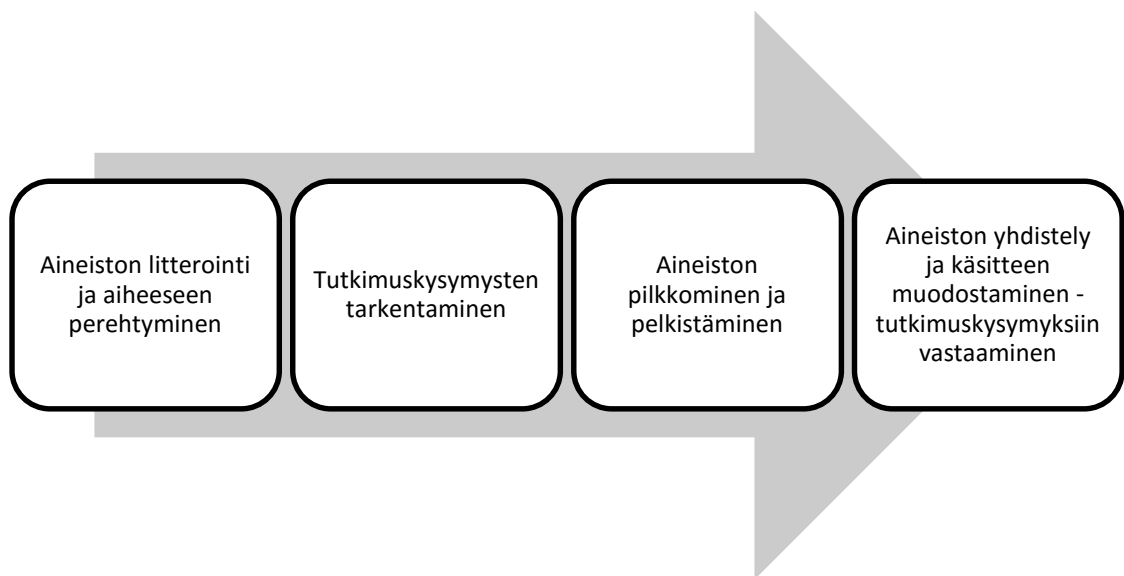 Aineiston litterointi
ja aiheeseen
perehtyminen
Tutkimuskysymysten
tarkentaminen
Aineiston
pilkkominen ja
pelkistäminen
Aineiston yhdistely
ja käsitteen
muodostaminen -
tutkimuskysymyksiin
vastaaminen